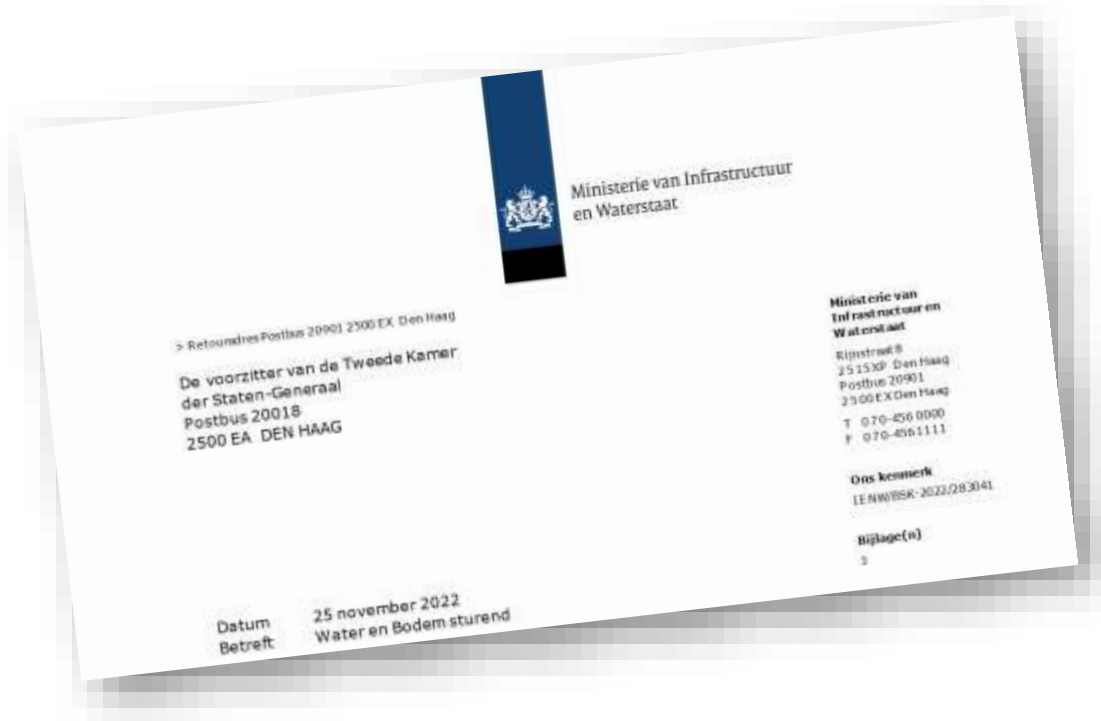 Ministerie van Infrastructuur
en Waterstaat
> Retouradres Postbus 20901 2500 EX Den Haag
De voorzitter van de Tweede Kamer
der Staten-Generaal
Postbus 20018
2500 EA DEN HAAG
Ministerie van
Infrastructuur en
Waterstaat
Rijnstraat 8
2515 XP Den Haag
Postbus 20901
2500 EX Den Haag
T 070-456 0000
F 070-456 1111
Ons kenmerk
IENW/BSK-2022/283041
Bijlage(n)
3
Datum 25 november 2022
Betreft Water en Bodem sturend